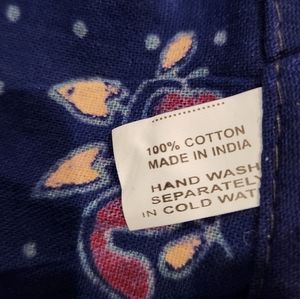 100% COTTON
MADE IN INDIA
HAND WASH
SEPARATELY
IN COLD WAT